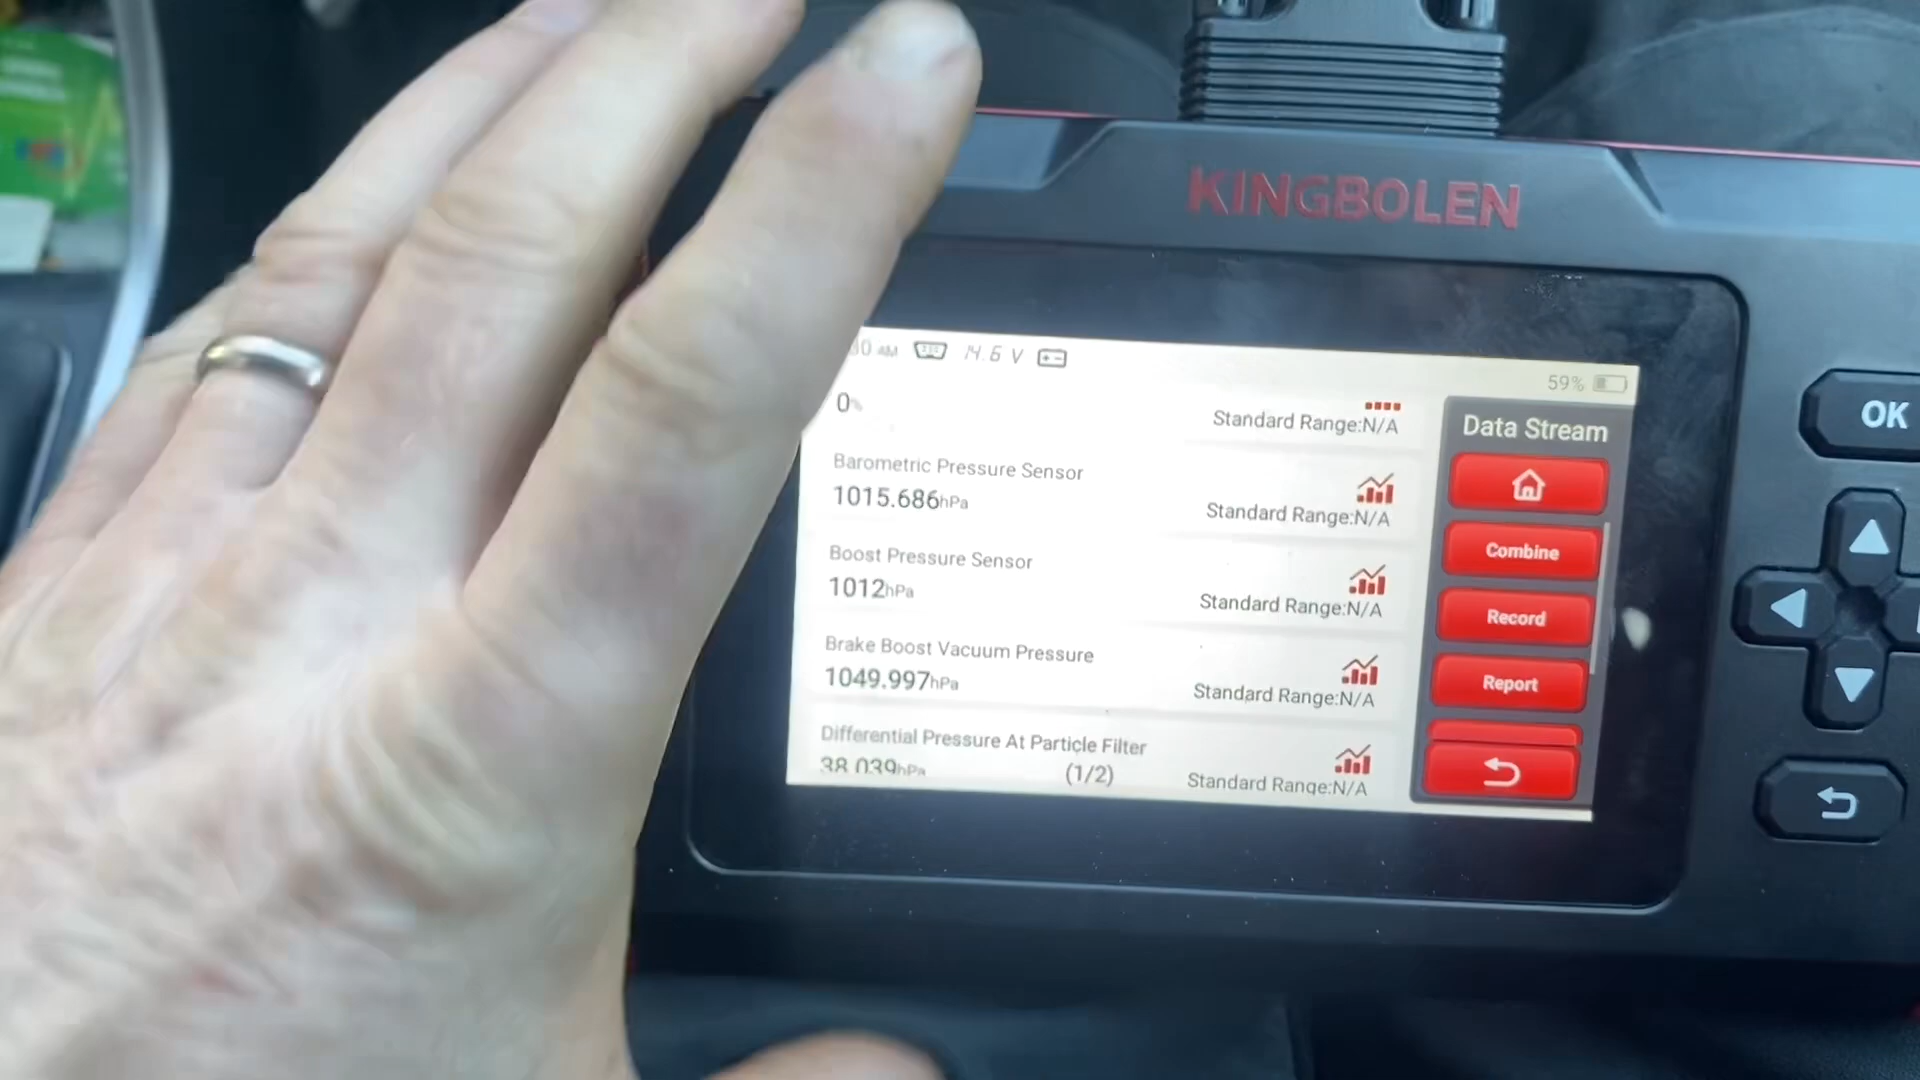 KINGBOLEN
14.6 V
59%
0%
Standard Range:N/A
Data Stream
Barometric Pressure Sensor
1015.686hPa
Standard Range:N/A
Boost Pressure Sensor
1012hPa
Standard Range:N/A
Brake Boost Vacuum Pressure
1049.997hPa
Standard Range:N/A
Differential Pressure At Particle Filter
38.039hPa
(1/2)
Standard Range:N/A
Combine
Record
Report
OK